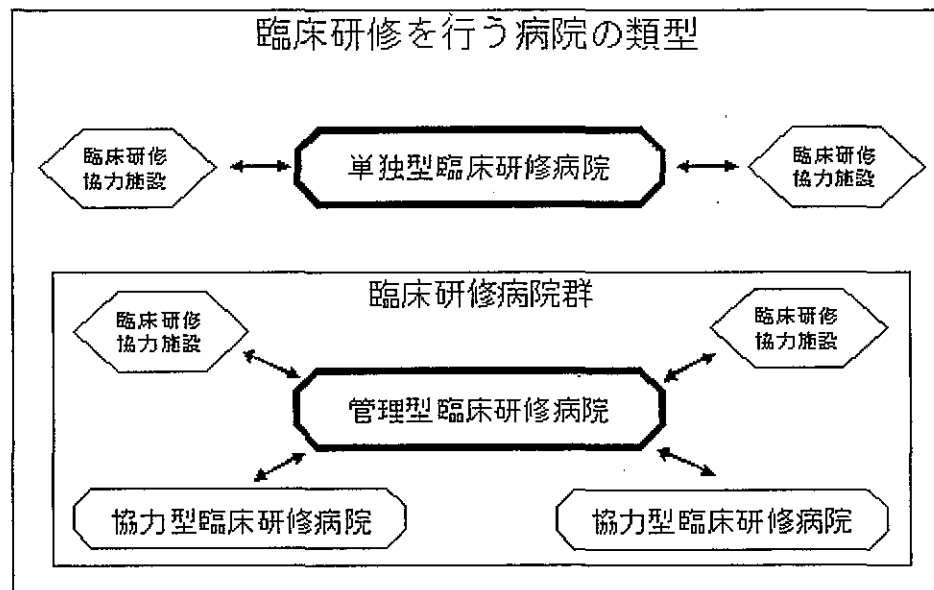 臨床研修を行う病院の類型
臨床研修
協力施設
単独型臨床研修病院
臨床研修
協力施設
臨床研修病院群
臨床研修
協力施設
臨床研修
協力施設
管理型臨床研修病院
協力型臨床研修病院
協力型臨床研修病院